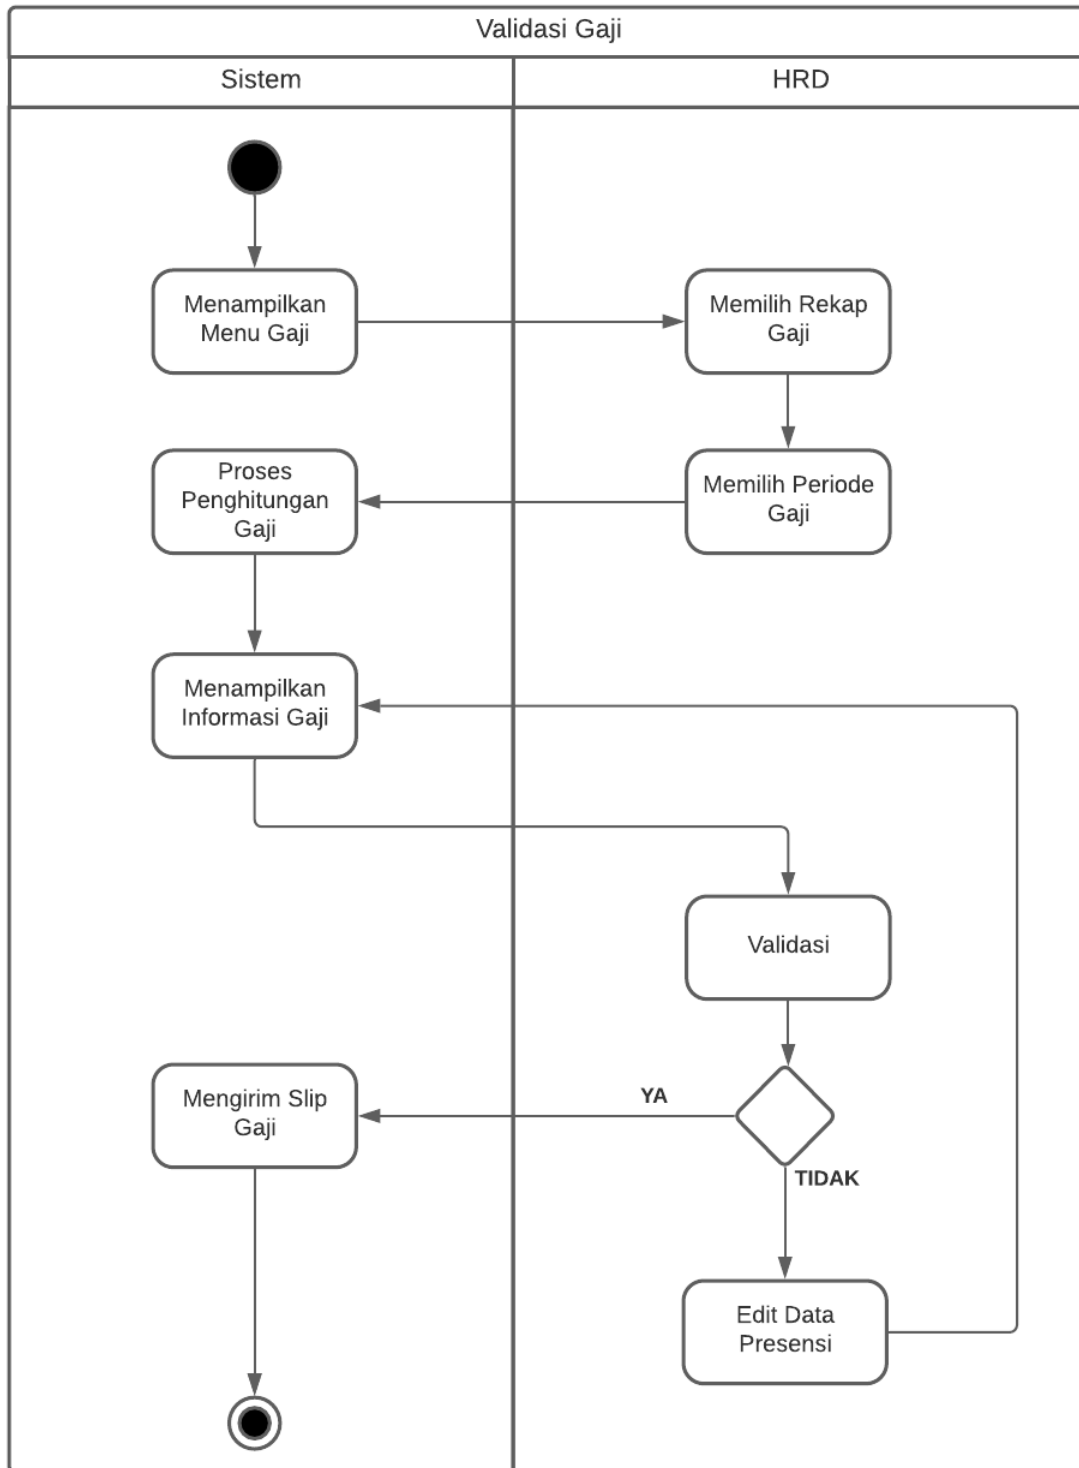 Validasi Gaji
Sistem
HRD
Menampilkan
Menu Gaji
Memilih Rekap
Gaji
Proses
Penghitungan
Gaji
Memilih Periode
Gaji
Menampilkan
Informasi Gaji
Validasi
Mengirim Slip
Gaji
YA
TIDAK
Edit Data
Presensi